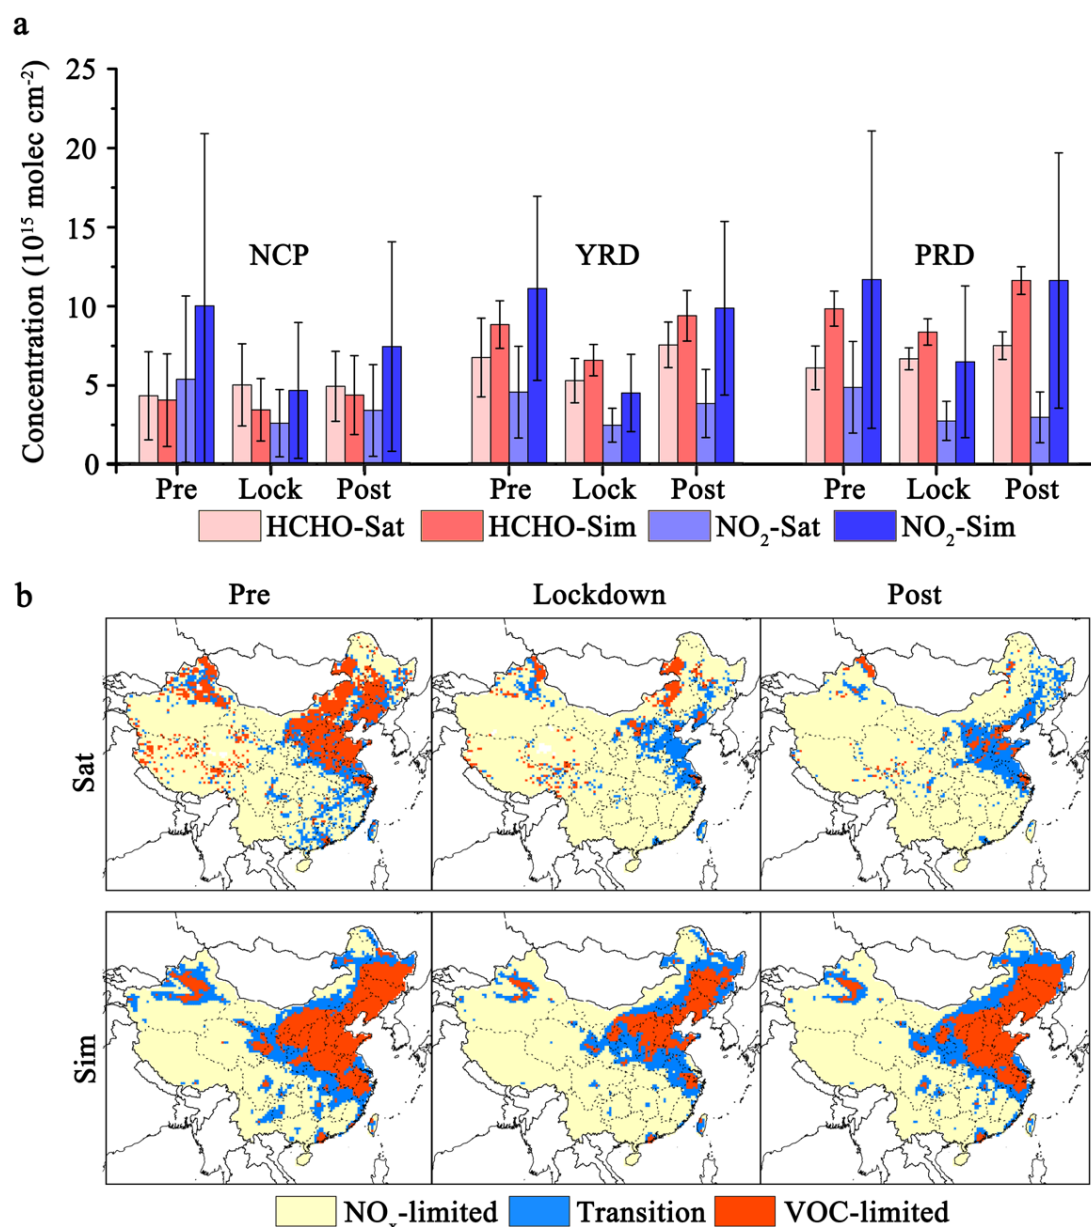 a
Concentration (10¹⁵ molec cm⁻²)
25
20
15
10
5
0
NCP
YRD
PRD
Pre Lock Post Pre Lock Post Pre Lock Post
HCHO-Sat HCHO-Sim NO₂-Sat NO₂-Sim
b
Pre Lockdown Post
Sat
Sim
NOₓ-limited Transition VOC-limited